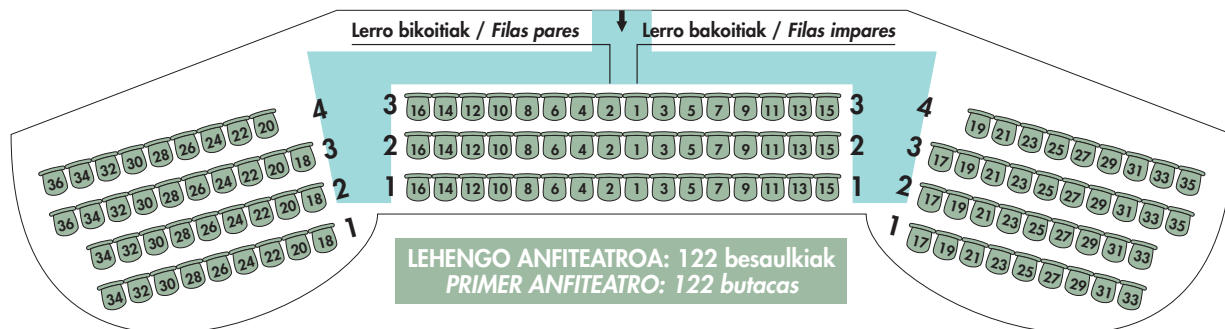 Lerro bikoitiak / Filas pares
Lerro bakoitiak / Filas impares
4 20 22 24 26 28 30 32 34 36
3 18 20 22 24 26 28 30 32 34 36
2 18 20 22 24 26 28 30 32 34
1 18 20 22 24 26 28 30 32 34
3 16 14 12 10 8 6 4 2 1 3 5 7 9 11 13 15 3
2 16 14 12 10 8 6 4 2 1 3 5 7 9 11 13 15 2
1 16 14 12 10 8 6 4 2 1 3 5 7 9 11 13 15 1
4 19 21 23 25 27 29 31 33 35
3 17 19 21 23 25 27 29 31 33 35
2 17 19 21 23 25 27 29 31 33
1 17 19 21 23 25 27 29 31 33
LEHENGO ANFITEATROA: 122 besaulkiak
PRIMER ANFITEATRO: 122 butacas